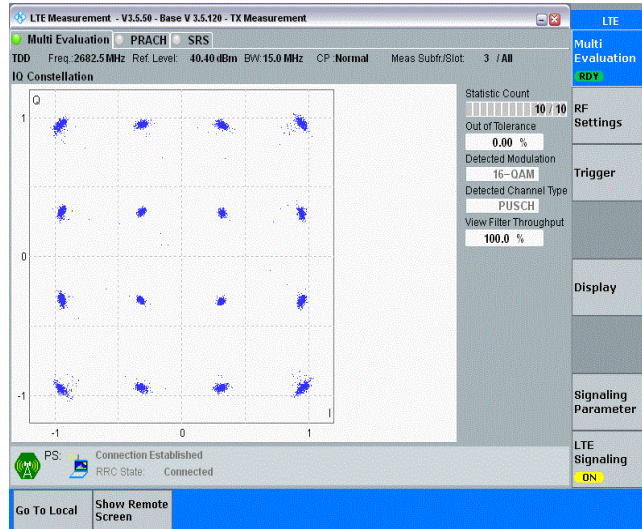 LTE Measurement - V3.5.50 - Base V 3.5.120 - TX Measurement
LTE
Multi Evaluation PRACH SRS
TDD Freq.:2682.5 MHz Ref. Level: 40.40 dBm BW:15.0 MHz CP :Normal Meas Subfr./Slot: 3 / All
IQ Constellation
Q
1
0
-1
-1 0 1
I
Statistic Count
10 / 10
Out of Tolerance
0.00 %
Detected Modulation
16-QAM
Detected Channel Type
PUSCH
View Filter Throughput
100.0 %
Multi
Evaluation
RDY
RF
Settings
Trigger
Display
Signaling
Parameter
LTE
Signaling
ON
PS: Connection Established
RRC State: Connected
Go To Local
Show Remote
Screen